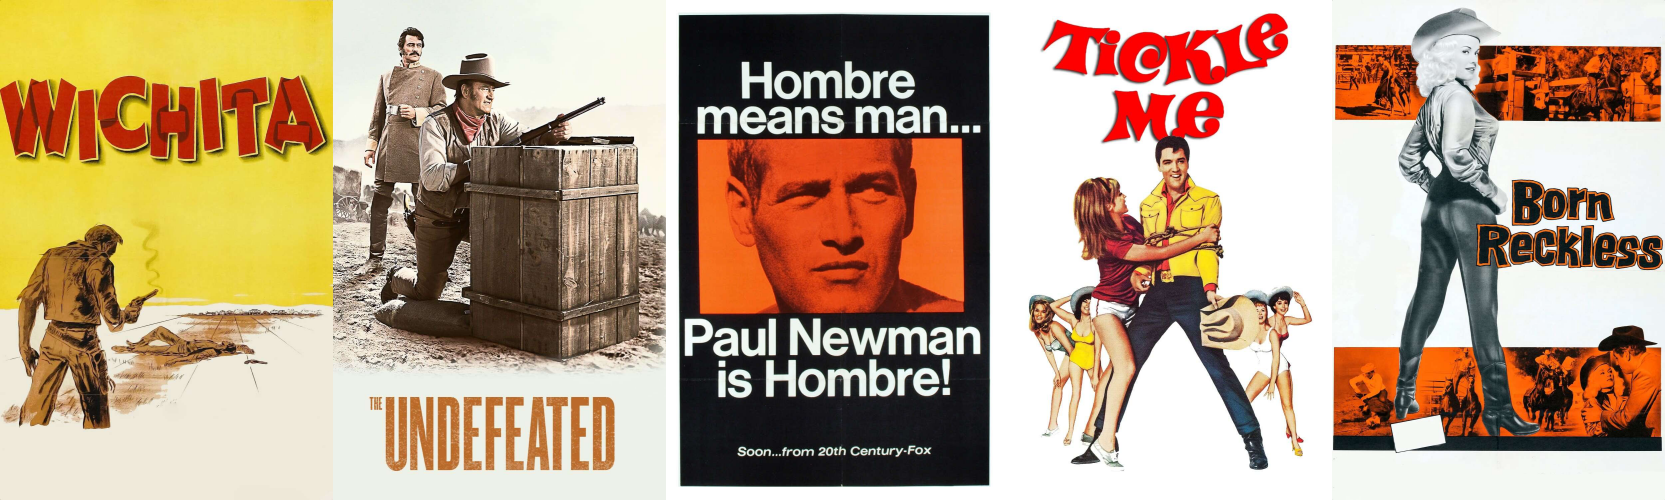 WICHITA
THE UNDEFEATED
Hombre
means man...
Paul Newman
is Hombre!
Soon...from 20th Century-Fox
TiCKLe
Me
Born
Reckless